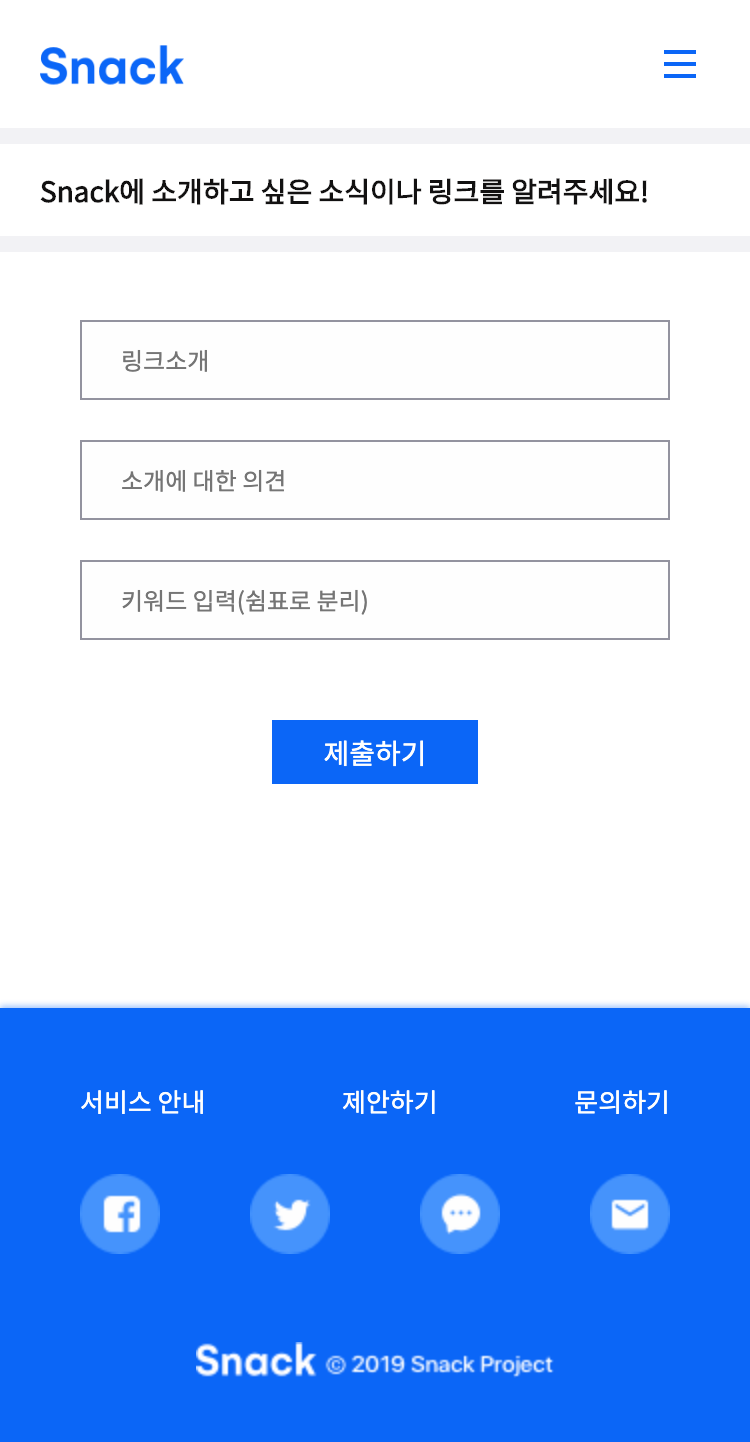 Snack
Snack에 소개하고 싶은 소식이나 링크를 알려주세요!
링크소개
소개에 대한 의견
키워드 입력(쉼표로 분리)
제출하기
서비스 안내 제안하기 문의하기
Snack © 2019 Snack Project